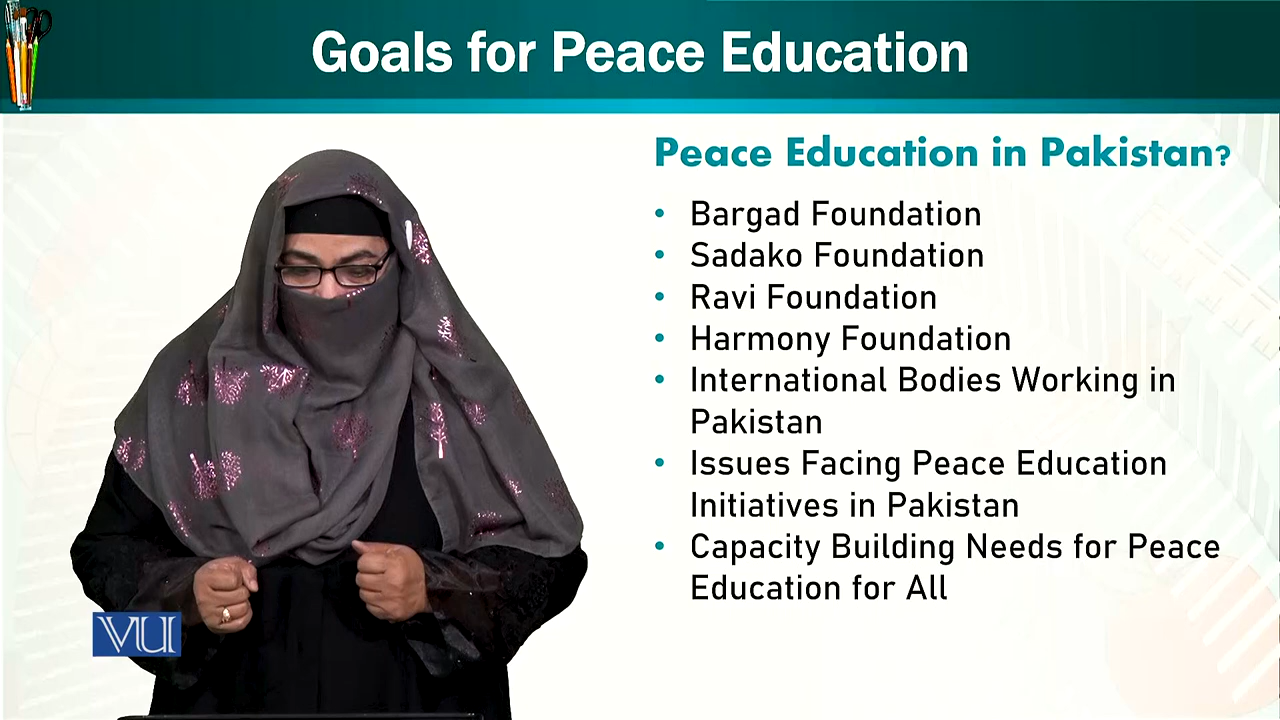 Goals for Peace Education
Peace Education in Pakistan?
• Bargad Foundation
• Sadako Foundation
• Ravi Foundation
• Harmony Foundation
• International Bodies Working in
Pakistan
• Issues Facing Peace Education
Initiatives in Pakistan
• Capacity Building Needs for Peace
Education for All
VU